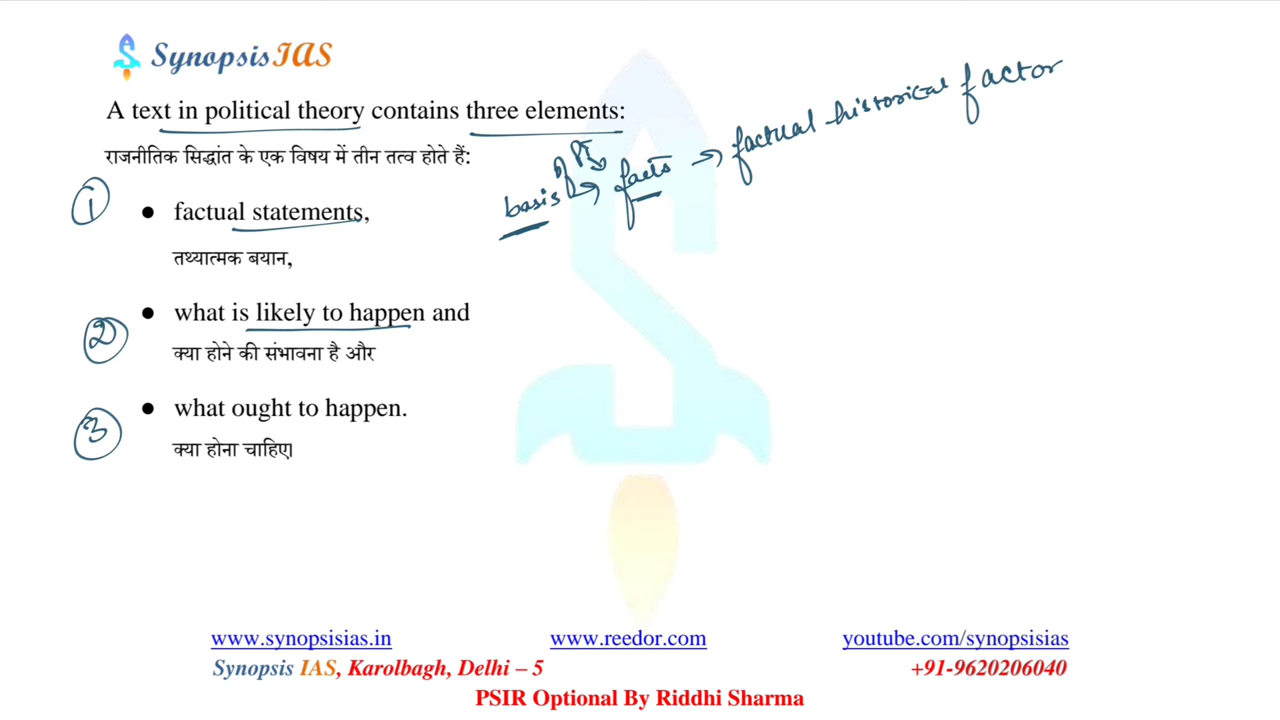 Synopsis IAS
A text in political theory contains three elements:
राजनीतिक सिद्धांत के एक विषय में तीन तत्व होते हैं:
basis of PT → facts → factual historical factor
① ● factual statements,
तथ्यात्मक बयान,
② ● what is likely to happen and
क्या होने की संभावना है और
③ ● what ought to happen.
क्या होना चाहिए।
www.synopsisias.in www.reedor.com youtube.com/synopsisias
Synopsis IAS, Karolbagh, Delhi – 5 +91-9620206040
PSIR Optional By Riddhi Sharma